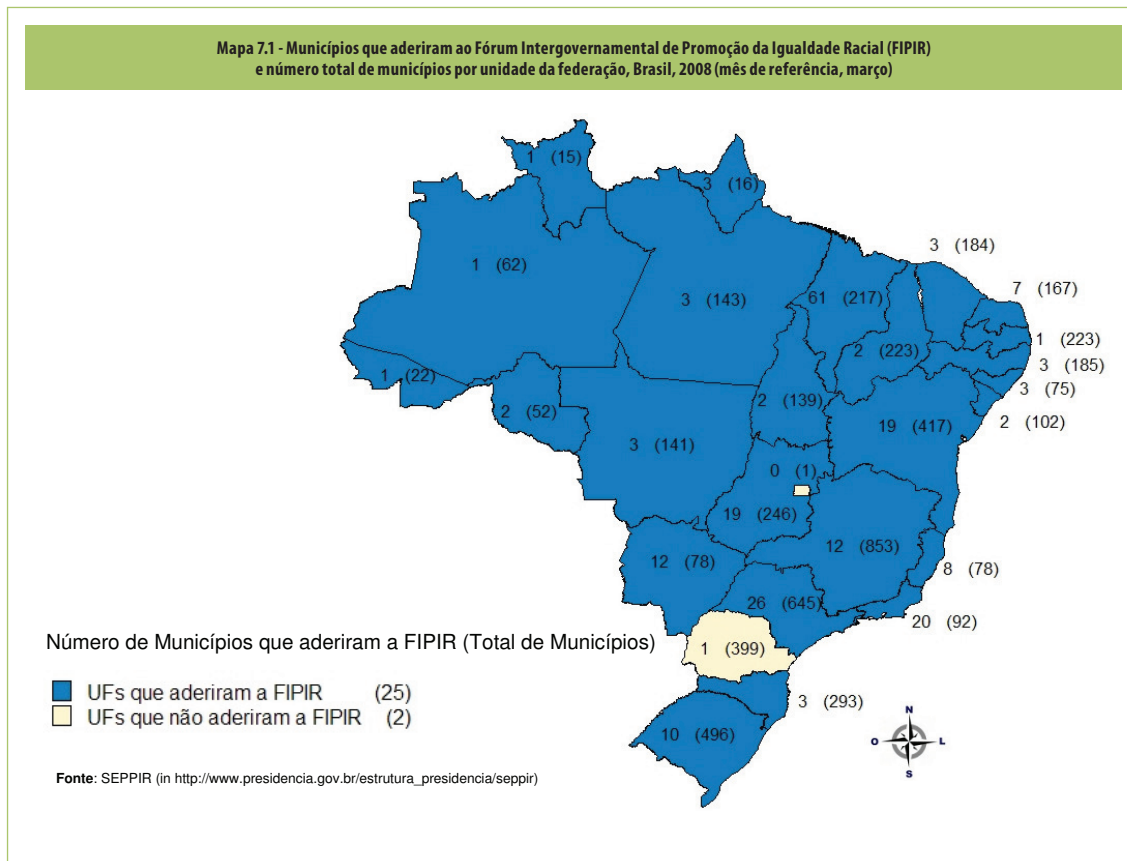 Mapa 7.1 - Municípios que aderiram ao Fórum Intergovernamental de Promoção da Igualdade Racial (FIPIR)
e número total de municípios por unidade da federação, Brasil, 2008 (mês de referência, março)
1 (15)
3 (16)
3 (184)
1 (62)
7 (167)
3 (143)
61 (217)
1 (223)
2 (223)
3 (185)
1 (22)
3 (75)
2 (52)
2 (139)
19 (417)
2 (102)
3 (141)
0 (1)
19 (246)
12 (853)
12 (78)
8 (78)
26 (645)
20 (92)
Número de Municípios que aderiram a FIPIR (Total de Municípios)
1 (399)
UFs que aderiram a FIPIR (25)
UFs que não aderiram a FIPIR (2)
3 (293)
10 (496)
N
O
L
S
Fonte: SEPPIR (in http://www.presidencia.gov.br/estrutura_presidencia/seppir)